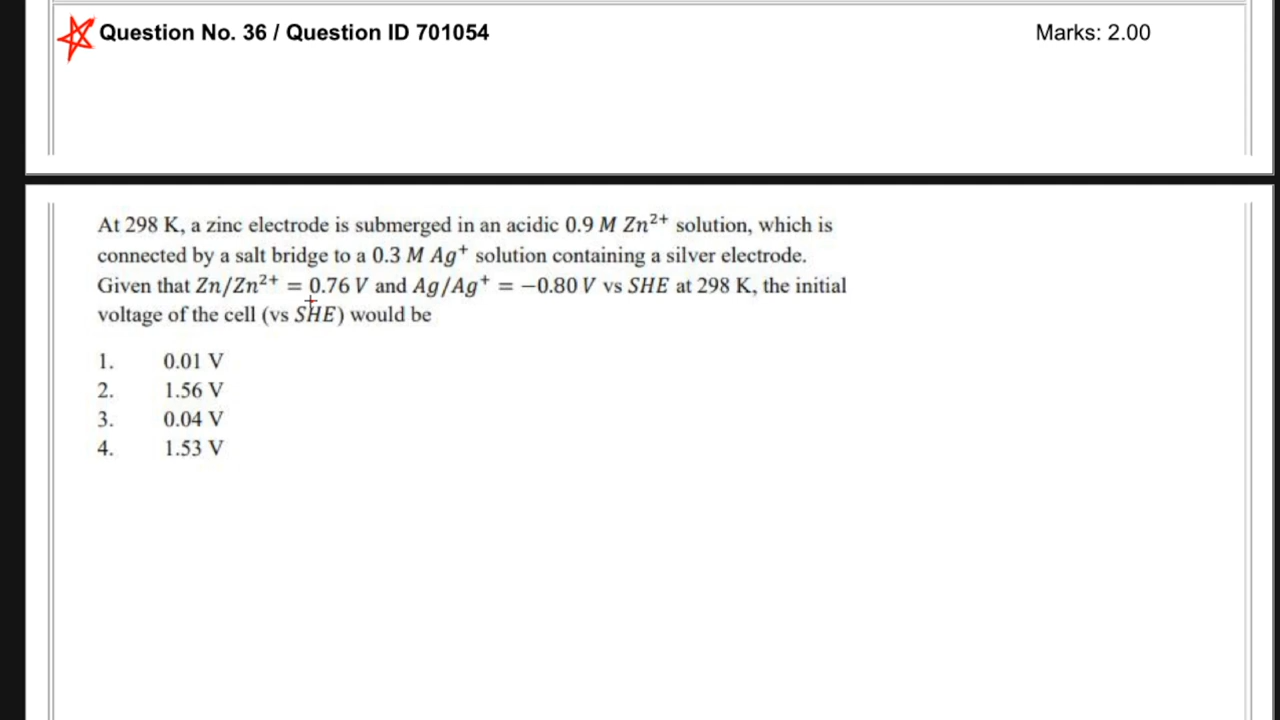 Question No. 36 / Question ID 701054
Marks: 2.00
At 298 K, a zinc electrode is submerged in an acidic 0.9 M Zn²⁺ solution, which is
connected by a salt bridge to a 0.3 M Ag⁺ solution containing a silver electrode.
Given that Zn/Zn²⁺ = 0.76 V and Ag/Ag⁺ = −0.80 V vs SHE at 298 K, the initial
voltage of the cell (vs SHE) would be
1. 0.01 V
2. 1.56 V
3. 0.04 V
4. 1.53 V